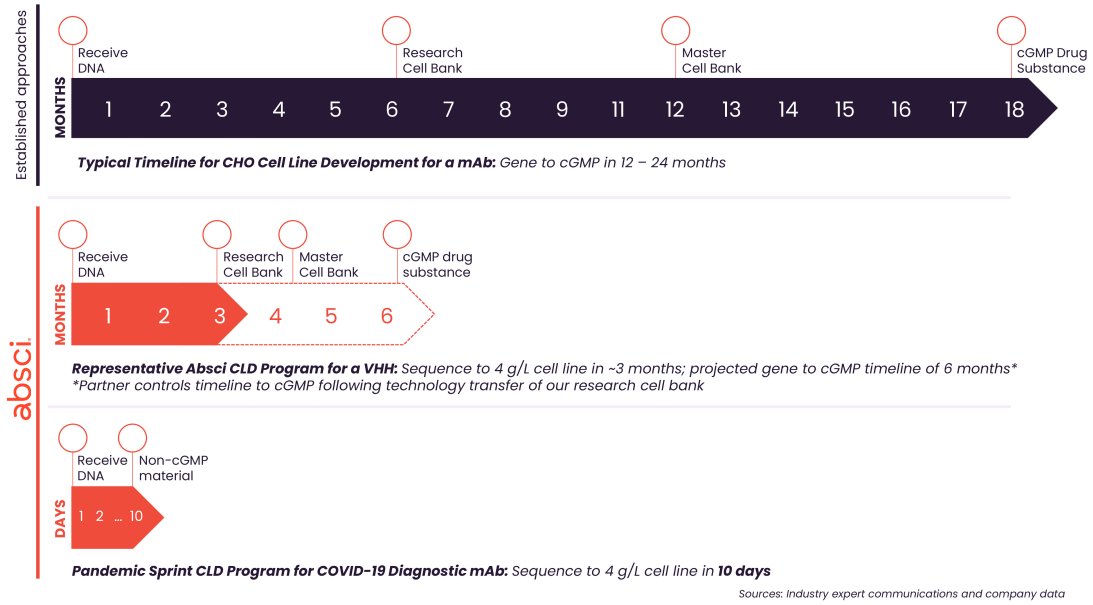 Established approaches
Receive
DNA
Research
Cell Bank
Master
Cell Bank
cGMP Drug
Substance
MONTHS
1 2 3 4 5 6 7 8 9 10 11 12 13 14 15 16 17 18
Typical Timeline for CHO Cell Line Development for a mAb: Gene to cGMP in 12 – 24 months
absci.
Receive
DNA
Research
Cell Bank
Master
Cell Bank
cGMP drug
substance
MONTHS
1 2 3 4 5 6
Representative Absci CLD Program for a VHH: Sequence to 4 g/L cell line in ~3 months; projected gene to cGMP timeline of 6 months*
*Partner controls timeline to cGMP following technology transfer of our research cell bank
Receive
DNA
Non-cGMP
material
DAYS
1 2 ... 10
Pandemic Sprint CLD Program for COVID-19 Diagnostic mAb: Sequence to 4 g/L cell line in 10 days
Sources: Industry expert communications and company data